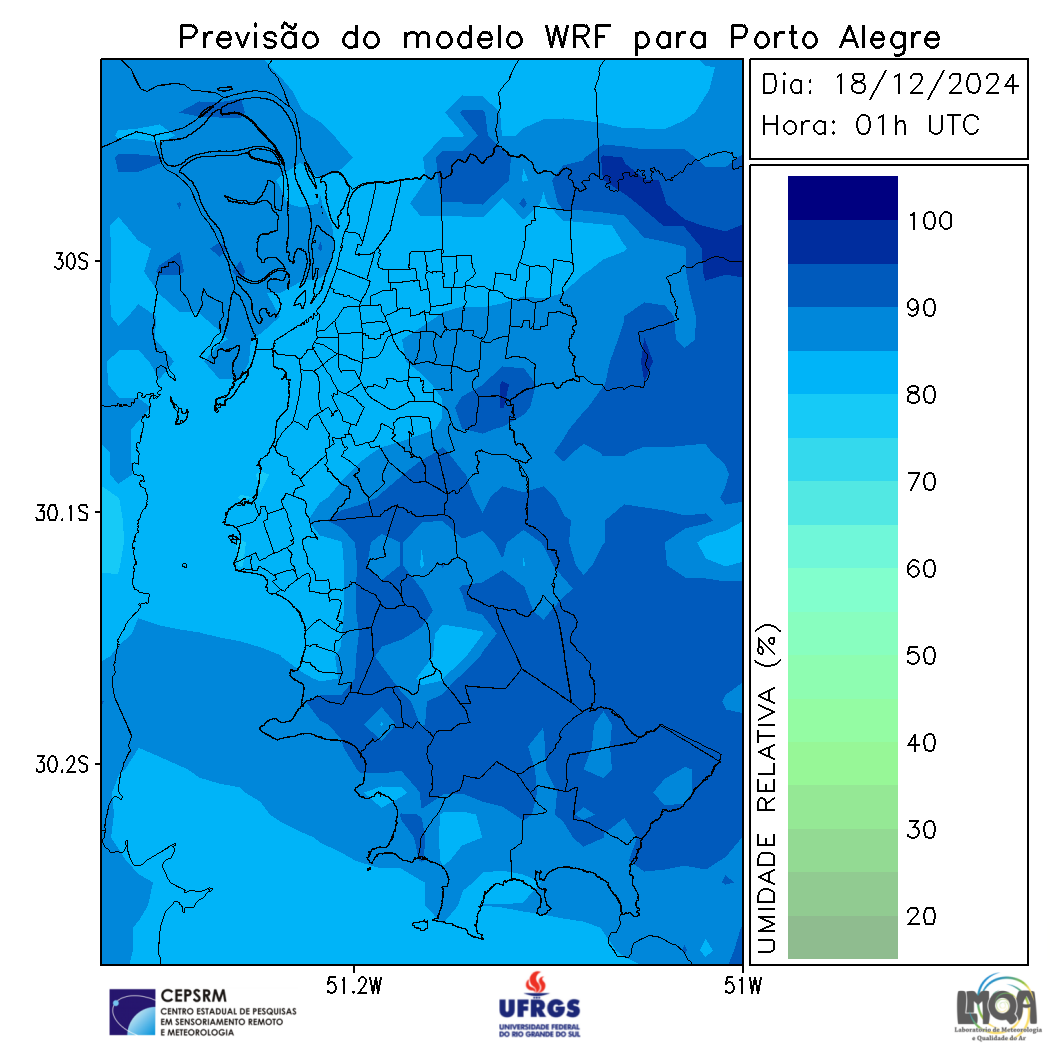 Previsão do modelo WRF para Porto Alegre
Dia: 18/12/2024
Hora: 01h UTC
100
90
80
70
60
50
40
30
20
UMIDADE RELATIVA (%)
30S
30.1S
30.2S
51.2W
51W
CEPSRM
CENTRO ESTADUAL DE PESQUISAS
EM SENSORIAMENTO REMOTO
E METEOROLOGIA
UFRGS
UNIVERSIDADE FEDERAL
DO RIO GRANDE DO SUL
LMQA
Laboratório de Meteorologia
e Qualidade do Ar